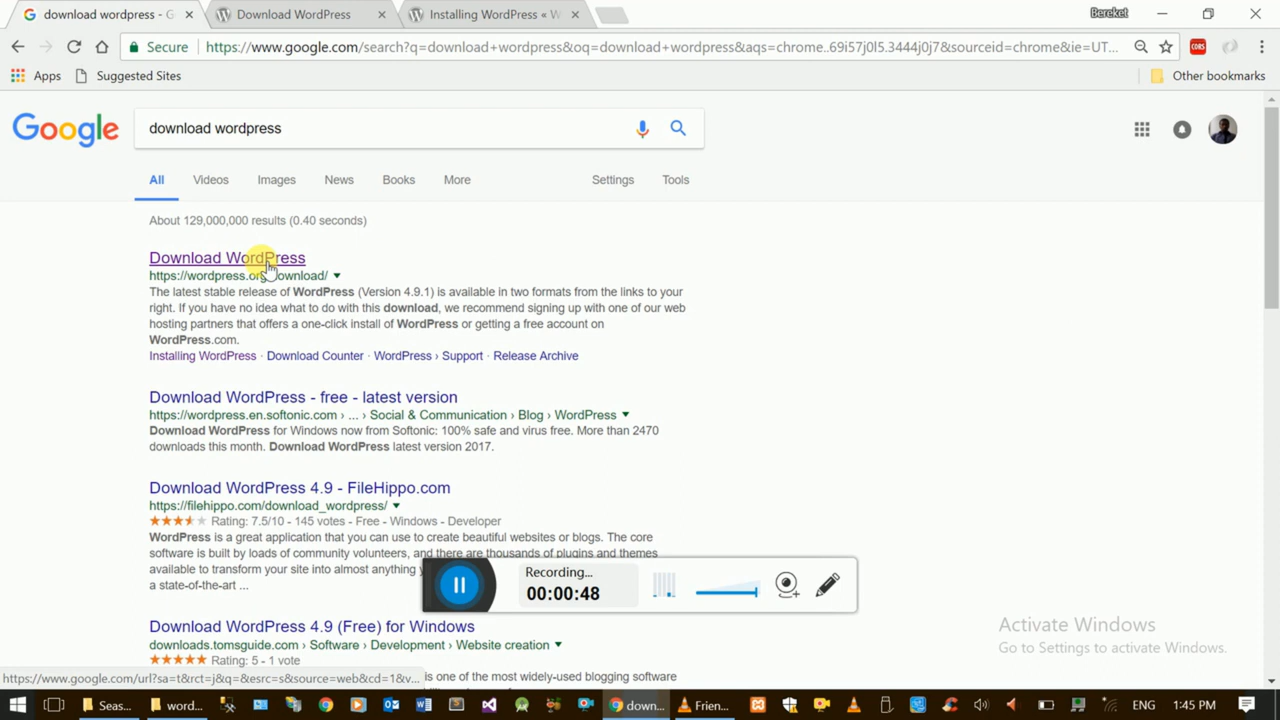 download wordpress - G
Download WordPress
Installing WordPress « W
Bereket
Secure
https://www.google.com/search?q=download+wordpress&oq=download+wordpress&aqs=chrome..69i57j0l5.3444j0j7&sourceid=chrome&ie=UT...
CORS
Apps
Suggested Sites
Other bookmarks
Google
download wordpress
All Videos Images News Books More Settings Tools
About 129,000,000 results (0.40 seconds)
Download WordPress
https://wordpress.org/download/
The latest stable release of WordPress (Version 4.9.1) is available in two formats from the links to your
right. If you have no idea what to do with this download, we recommend signing up with one of our web
hosting partners that offers a one-click install of WordPress or getting a free account on
WordPress.com.
Installing WordPress · Download Counter · WordPress › Support · Release Archive
Download WordPress - free - latest version
https://wordpress.en.softonic.com › ... › Social & Communication › Blog › WordPress
Download WordPress for Windows now from Softonic: 100% safe and virus free. More than 2470
downloads this month. Download WordPress latest version 2017.
Download WordPress 4.9 - FileHippo.com
https://filehippo.com/download_wordpress/
Rating: 7.5/10 - 145 votes - Free - Windows - Developer
WordPress is a great application that you can use to create beautiful websites or blogs. The core
software is built by loads of community volunteers, and there are thousands of plugins and themes
available to transform your site into almost anything
a state-of-the-art ...
Recording...
00:00:48
Download WordPress 4.9 (Free) for Windows
downloads.tomsguide.com › Software › Development › Website creation
Rating: 5 - 1 vote
is one of the most widely-used blogging software
https://www.google.com/url?sa=t&rct=j&q=&esrc=s&source=web&cd=1&v...
Activate Windows
Go to Settings to activate Windows.
Seas...
word...
down...
Frien...
ENG
1:45 PM